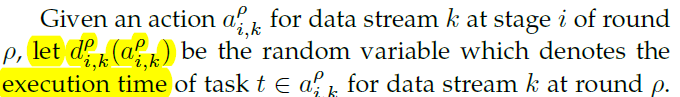 Given an action a^ρ_{i,k} for data stream k at stage i of round
ρ, let d^ρ_{i,k}(a^ρ_{i,k}) be the random variable which denotes the
execution time of task t ∈ a^ρ_{i,k} for data stream k at round ρ.